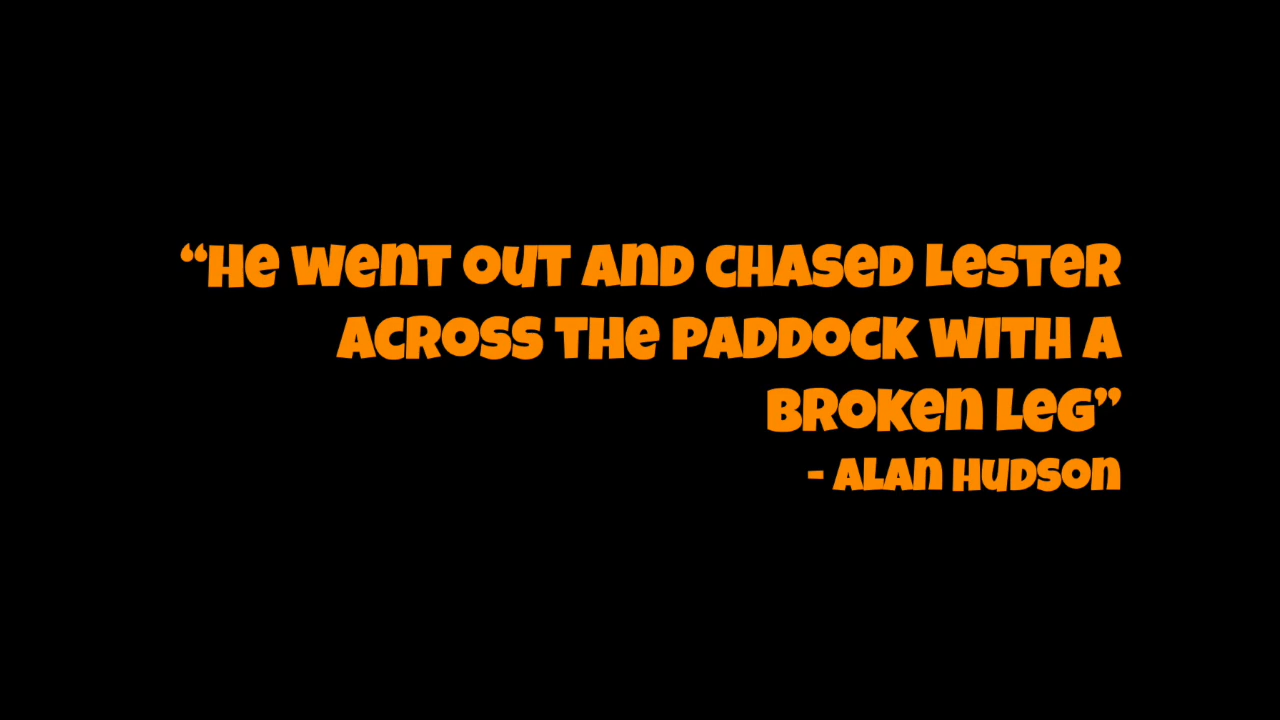 “He went out and chased Lester
across the paddock with a
broken leg”
- Alan Hudson